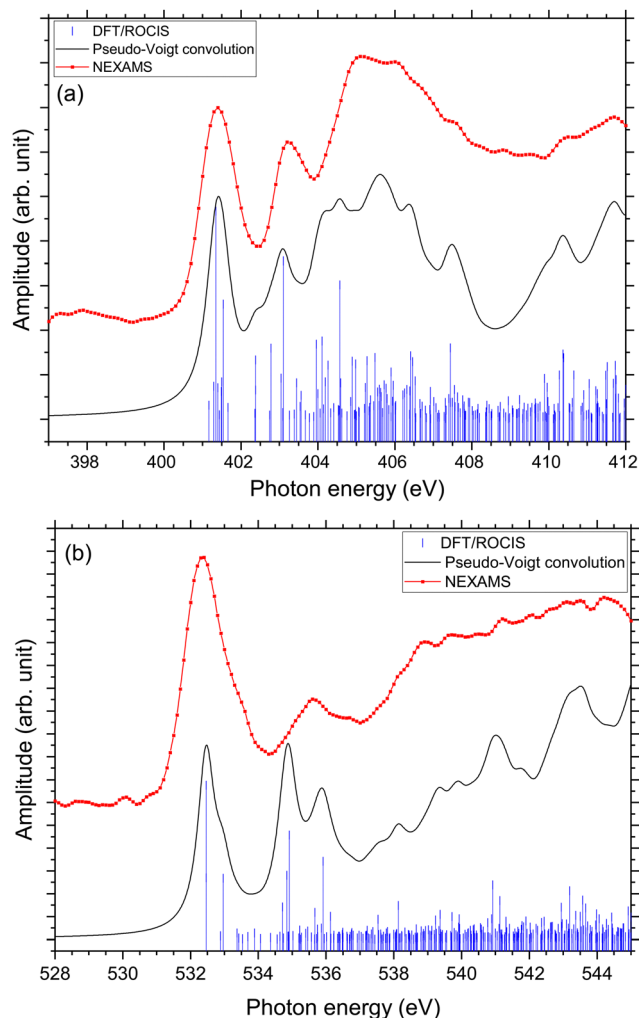 DFT/ROCIS
Pseudo-Voigt convolution
NEXAMS
(a)
Amplitude (arb. unit)
398 400 402 404 406 408 410 412
Photon energy (eV)
(b)
DFT/ROCIS
Pseudo-Voigt convolution
NEXAMS
Amplitude (arb. unit)
528 530 532 534 536 538 540 542 544
Photon energy (eV)